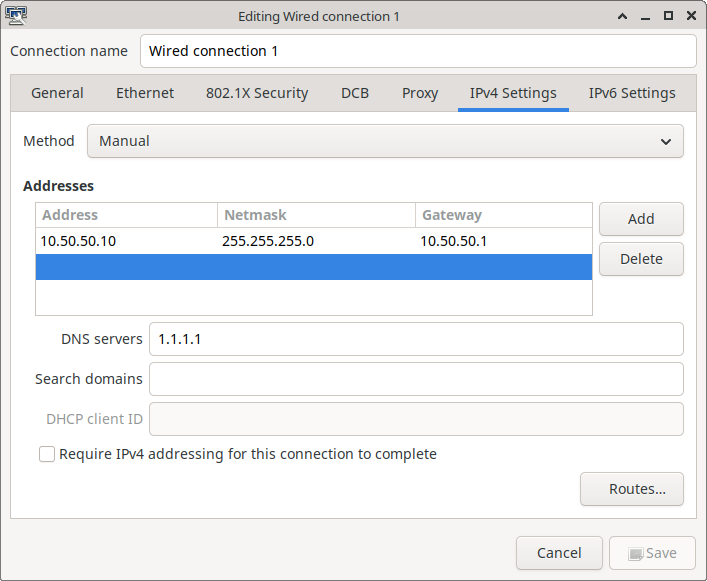 Editing Wired connection 1
Connection name Wired connection 1
General Ethernet 802.1X Security DCB Proxy IPv4 Settings IPv6 Settings
Method Manual
Addresses
Address Netmask Gateway
Add
10.50.50.10 255.255.255.0 10.50.50.1
Delete
DNS servers 1.1.1.1
Search domains
DHCP client ID
Require IPv4 addressing for this connection to complete
Routes...
Cancel Save